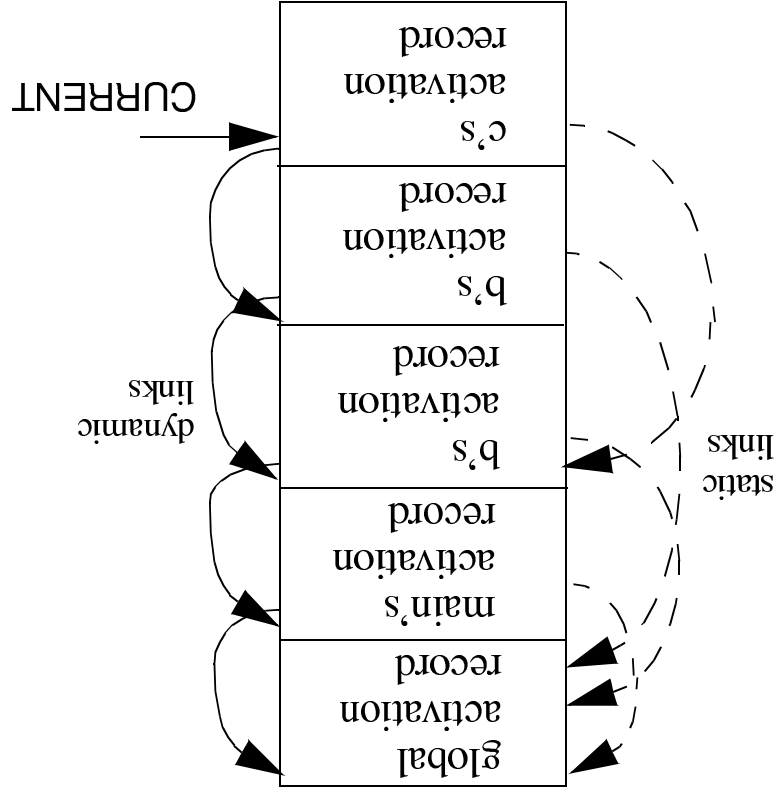 global
activation
record
main's
activation
record
static
links
b's
activation
record
dynamic
links
b's
activation
record
c's
activation
record
CURRENT